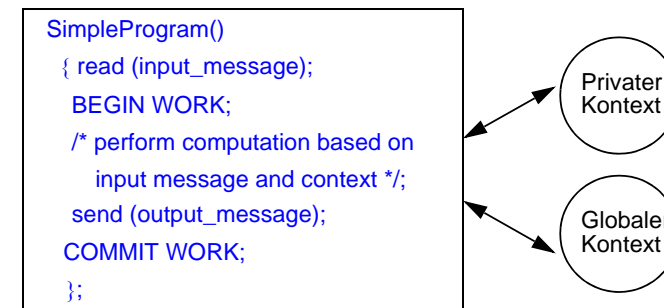 SimpleProgram()
{ read (input_message);
BEGIN WORK;
/* perform computation based on
input message and context */;
send (output_message);
COMMIT WORK;
};
Privater
Kontext
Globaler
Kontext